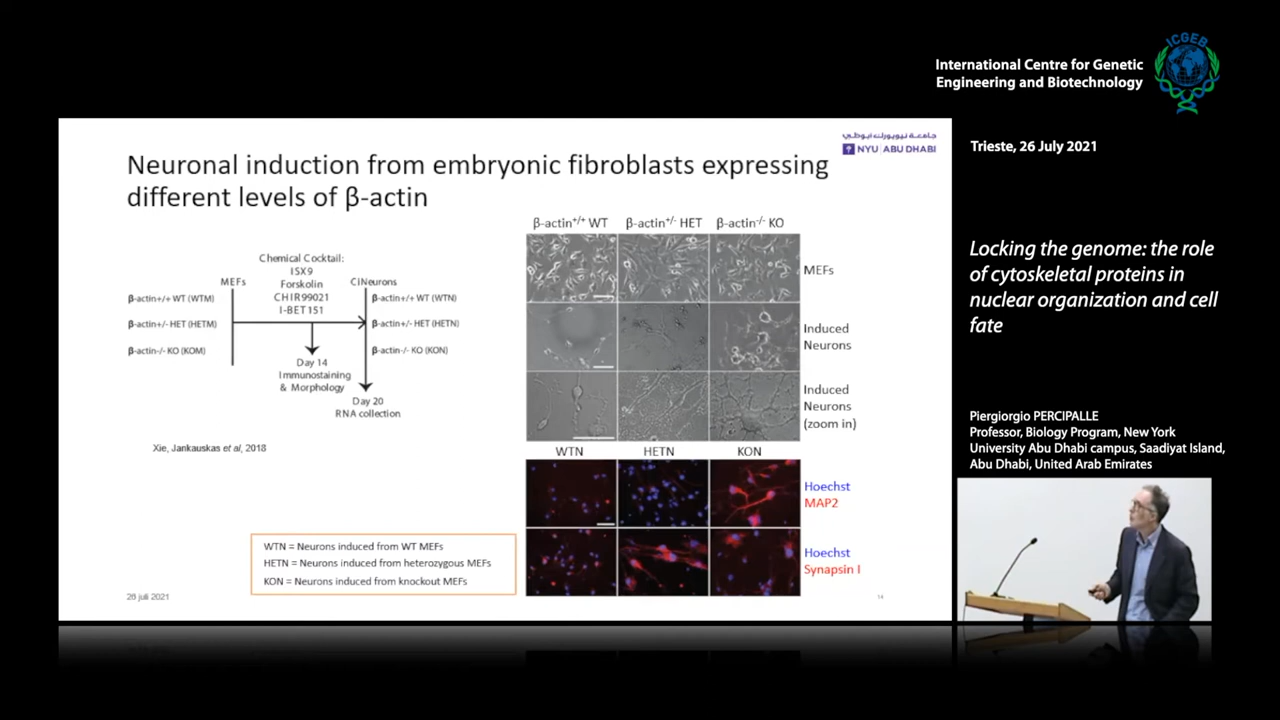 International Centre for Genetic
Engineering and Biotechnology
ICGEB
Trieste, 26 July 2021
Locking the genome: the role
of cytoskeletal proteins in
nuclear organization and cell
fate
Piergiorgio PERCIPALLE
Professor, Biology Program, New York
University Abu Dhabi campus, Saadiyat Island,
Abu Dhabi, United Arab Emirates
جامعة نيويورك أبوظبي
NYU ABU DHABI
Neuronal induction from embryonic fibroblasts expressing
different levels of β-actin
Chemical Cocktail:
ISX9
Forskolin
CHIR99021
I-BET151
MEFs
CiNeurons
β-actin+/+ WT (WTM)
β-actin+/- HET (HETM)
β-actin-/- KO (KOM)
β-actin+/+ WT (WTN)
β-actin+/- HET (HETN)
β-actin-/- KO (KON)
Day 14
Immunostaining
& Morphology
Day 20
RNA collection
Xie, Jankauskas et al, 2018
β-actin+/+ WT
β-actin+/- HET
β-actin-/- KO
MEFs
Induced
Neurons
Induced
Neurons
(zoom in)
WTN
HETN
KON
Hoechst
MAP2
Hoechst
Synapsin I
WTN = Neurons induced from WT MEFs
HETN = Neurons induced from heterozygous MEFs
KON = Neurons induced from knockout MEFs
26 juli 2021
14